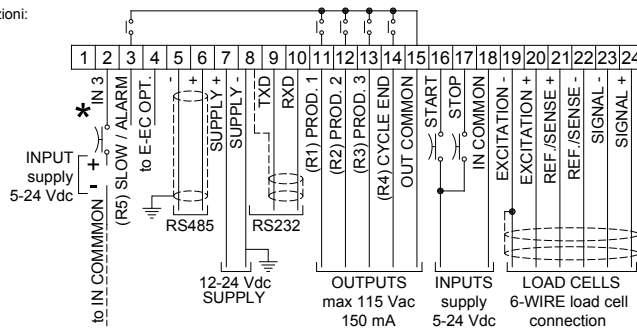 zioni:
1 2 3 4 5 6 7 8 9 10 11 12 13 14 15 16 17 18 19 20 21 22 23 24
* IN 3
(R5) SLOW / ALARM
to E-EC OPT.
-
+
SUPPLY +
SUPPLY -
TXD
RXD
(R1) PROD. 1
(R2) PROD. 2
(R3) PROD. 3
(R4) CYCLE END
OUT COMMON
START
STOP
IN COMMON
EXCITATION -
EXCITATION +
REF./SENSE +
REF./SENSE -
SIGNAL -
SIGNAL +
INPUT
supply
5-24 Vdc
+
-
to IN COMMMON
RS485
RS232
12-24 Vdc
SUPPLY
OUTPUTS
max 115 Vac
150 mA
INPUTS
supply
5-24 Vdc
LOAD CELLS
6-WIRE load cell
connection